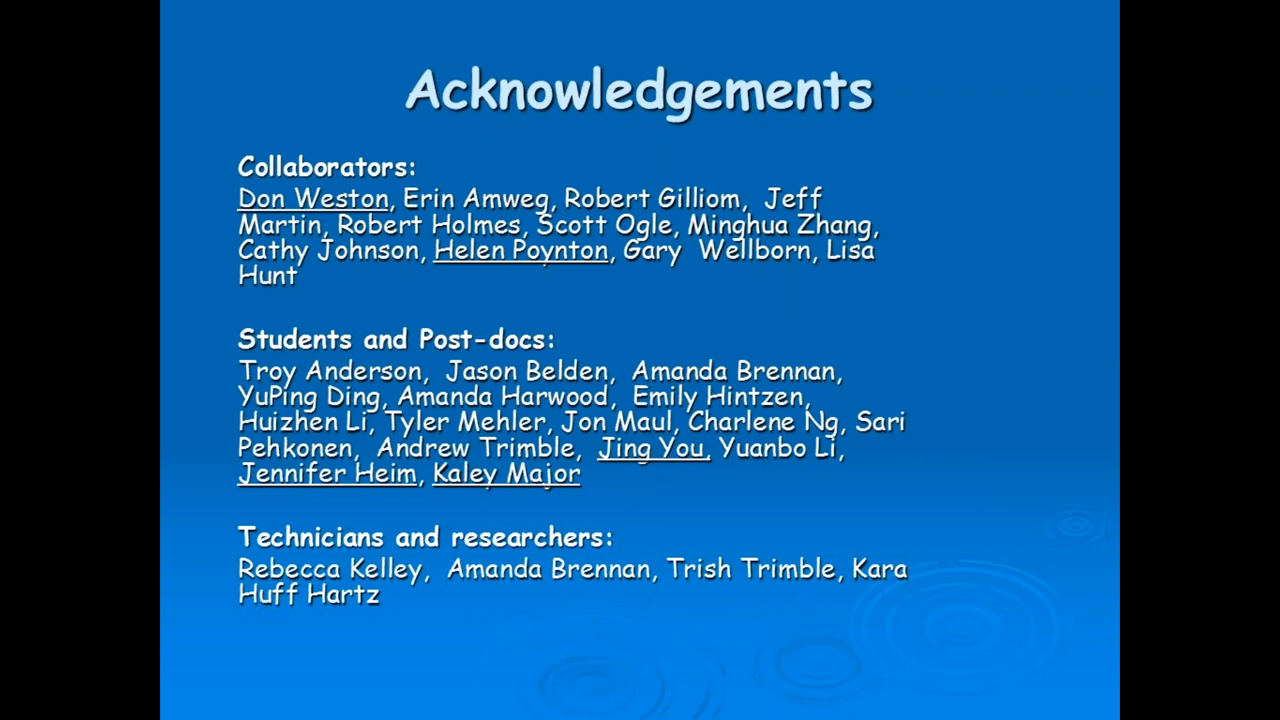 Acknowledgements
Collaborators:
Don Weston, Erin Amweg, Robert Gilliom, Jeff
Martin, Robert Holmes, Scott Ogle, Minghua Zhang,
Cathy Johnson, Helen Poynton, Gary Wellborn, Lisa
Hunt
Students and Post-docs:
Troy Anderson, Jason Belden, Amanda Brennan,
YuPing Ding, Amanda Harwood, Emily Hintzen,
Huizhen Li, Tyler Mehler, Jon Maul, Charlene Ng, Sari
Pehkonen, Andrew Trimble, Jing You, Yuanbo Li,
Jennifer Heim, Kaley Major
Technicians and researchers:
Rebecca Kelley, Amanda Brennan, Trish Trimble, Kara
Huff Hartz